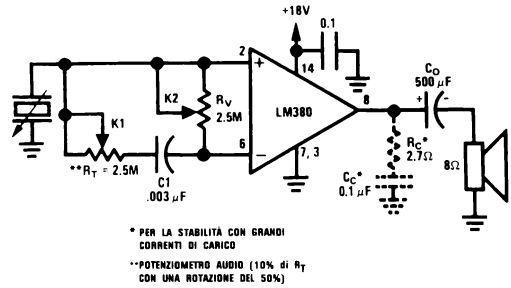 +18V
0.1
2
14
C₀
500 µF
+
-
K2
R_V
2.5M
+
LM380
8
K1
6
−
7, 3
R_C*
2.7Ω
8Ω
**R_T = 2.5M
C1
.003 µF
C_C*
0.1 µF
* PER LA STABILITÀ CON GRANDI
CORRENTI DI CARICO
**POTENZIOMETRO AUDIO (10% di R_T
CON UNA ROTAZIONE DEL 50%)